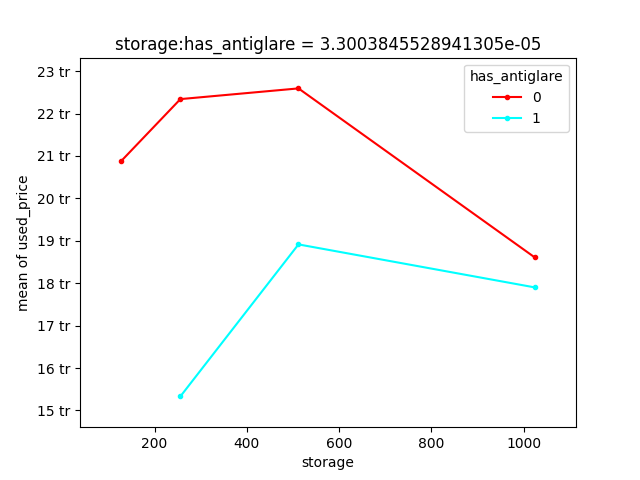 storage:has_antiglare = 3.3003845528941305e-05
has_antiglare
0
1
23 tr
22 tr
21 tr
20 tr
19 tr
18 tr
17 tr
16 tr
15 tr
mean of used_price
200
400
600
800
1000
storage